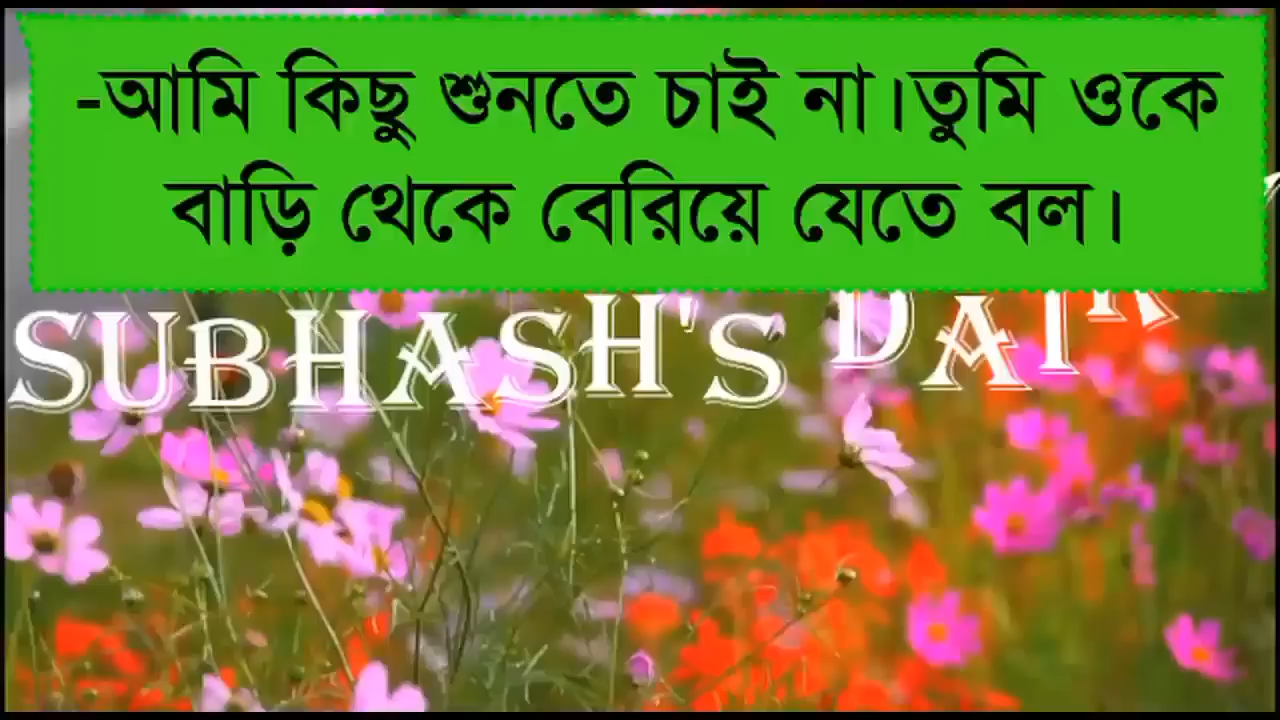 -আমি কিছু শুনতে চাই না।তুমি ওকে
বাড়ি থেকে বেরিয়ে যেতে বল।
SUBHASH'S